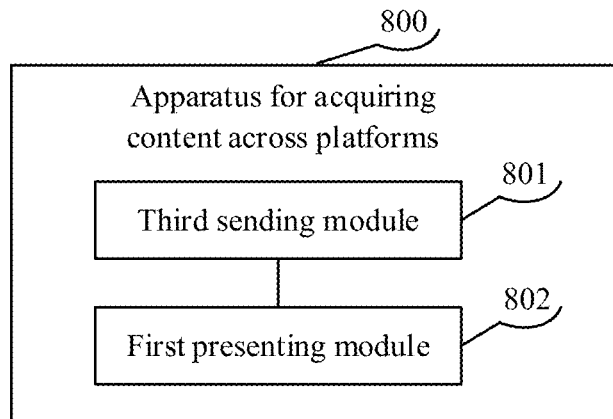 800
Apparatus for acquiring
content across platforms
801
Third sending module
802
First presenting module